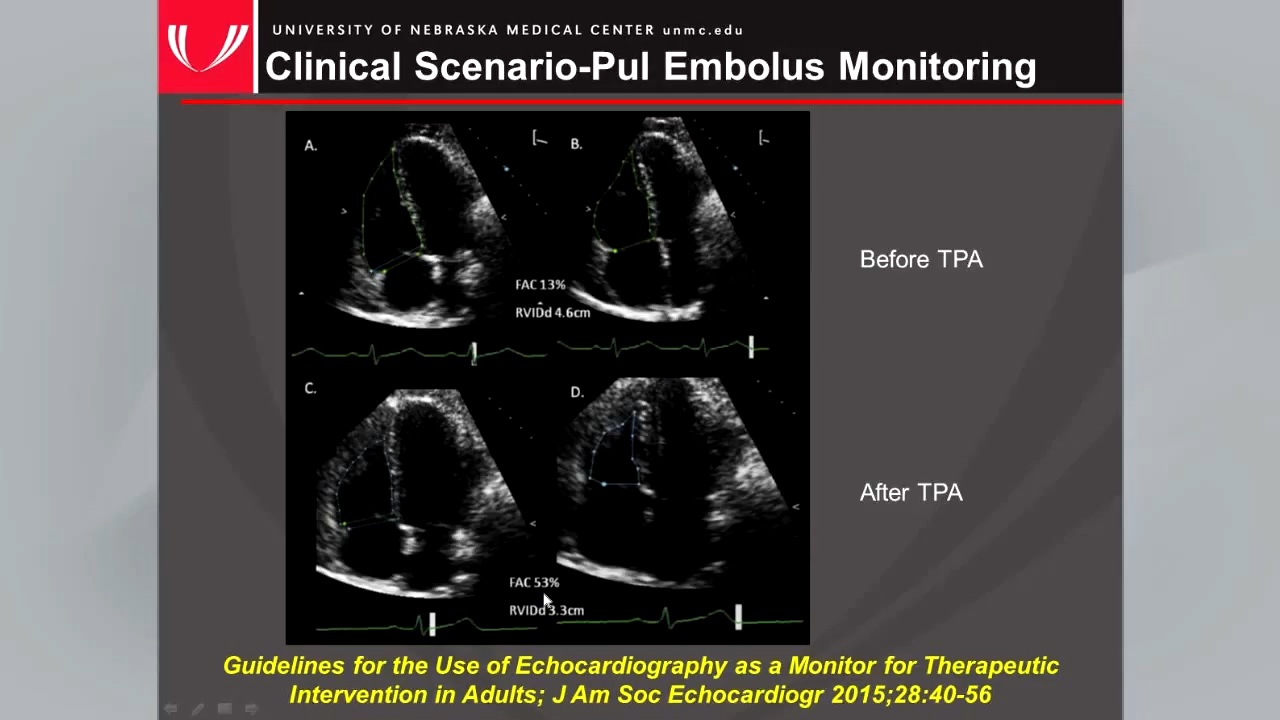 UNIVERSITY OF NEBRASKA MEDICAL CENTER unmc.edu
Clinical Scenario-Pul Embolus Monitoring
A.
B.
FAC 13%
RVIDd 4.6cm
Before TPA
C.
D.
FAC 53%
RVIDd 3.3cm
After TPA
Guidelines for the Use of Echocardiography as a Monitor for Therapeutic
Intervention in Adults; J Am Soc Echocardiogr 2015;28:40-56